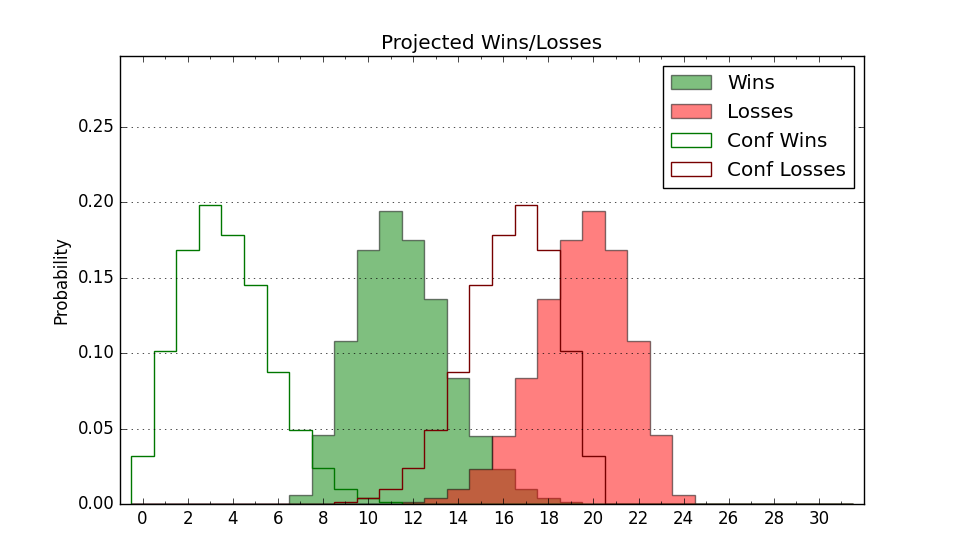 Projected Wins/Losses
Wins
Losses
Conf Wins
Conf Losses
Probability
0.25
0.20
0.15
0.10
0.05
0.00
0 2 4 6 8 10 12 14 16 18 20 22 24 26 28 30